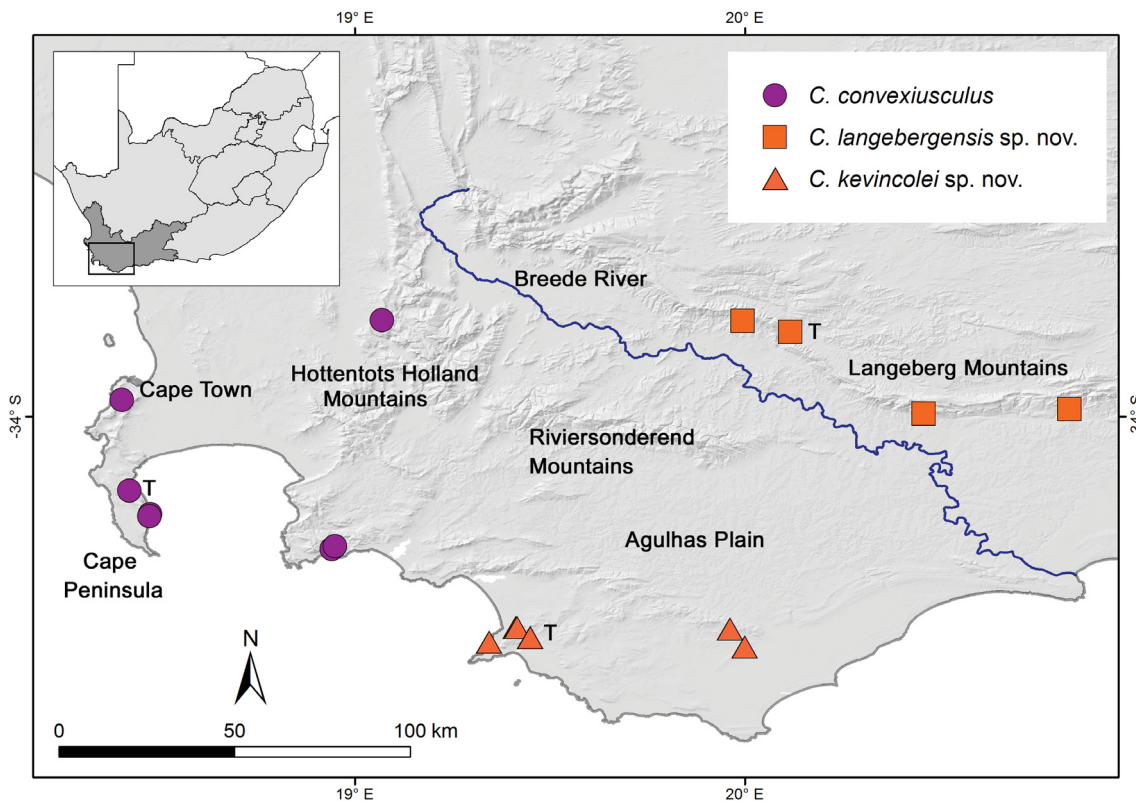 19° E
20° E
C. convexiusculus
C. langebergensis sp. nov.
C. kevincolei sp. nov.
Breede River
T
Langeberg Mountains
Hottentots Holland
Mountains
Cape Town
-34° S
-34° S
Riviersonderend
Mountains
T
Agulhas Plain
Cape
Peninsula
T
N
0
50
100 km
19° E
20° E